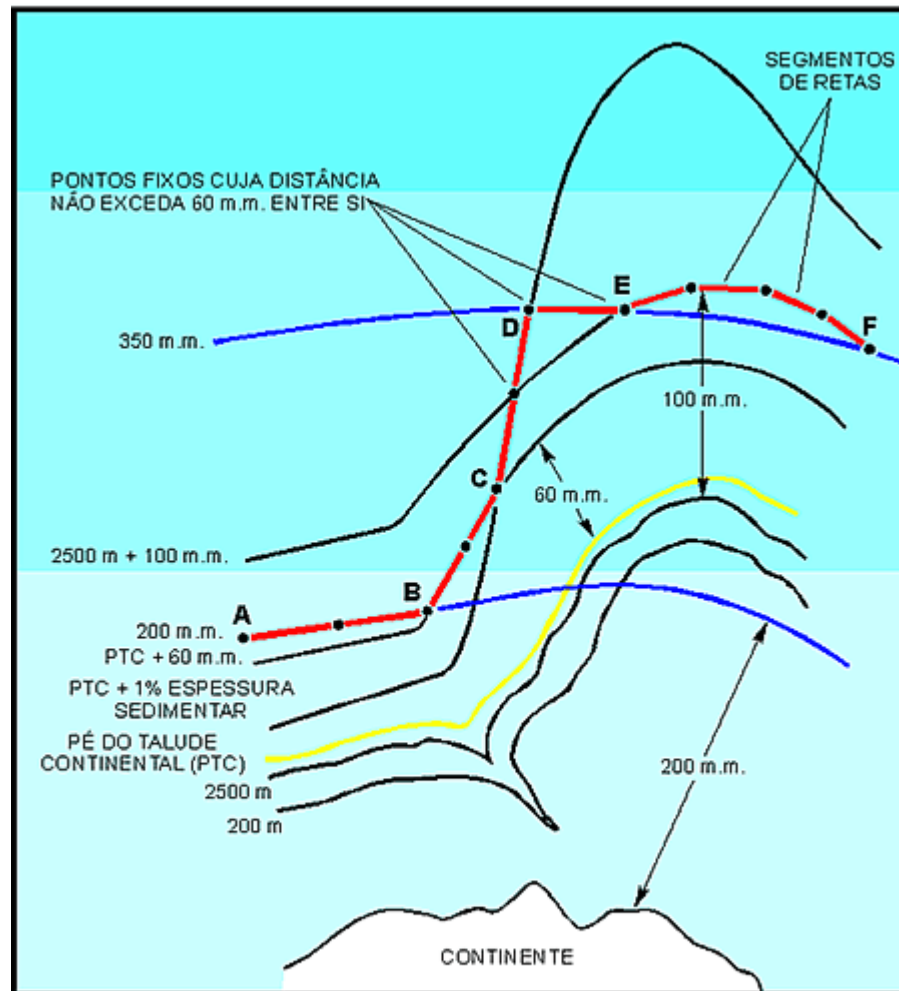 SEGMENTOS
DE RETAS
PONTOS FIXOS CUJA DISTÂNCIA
NÃO EXCEDA 60 m.m. ENTRE SI
E
D
F
350 m.m.
100 m.m.
C
60 m.m.
2500 m + 100 m.m.
B
A
200 m.m.
PTC + 60 m.m.
PTC + 1% ESPESSURA
SEDIMENTAR
PÉ DO TALUDE
CONTINENTAL (PTC)
200 m.m.
2500 m
200 m
CONTINENTE